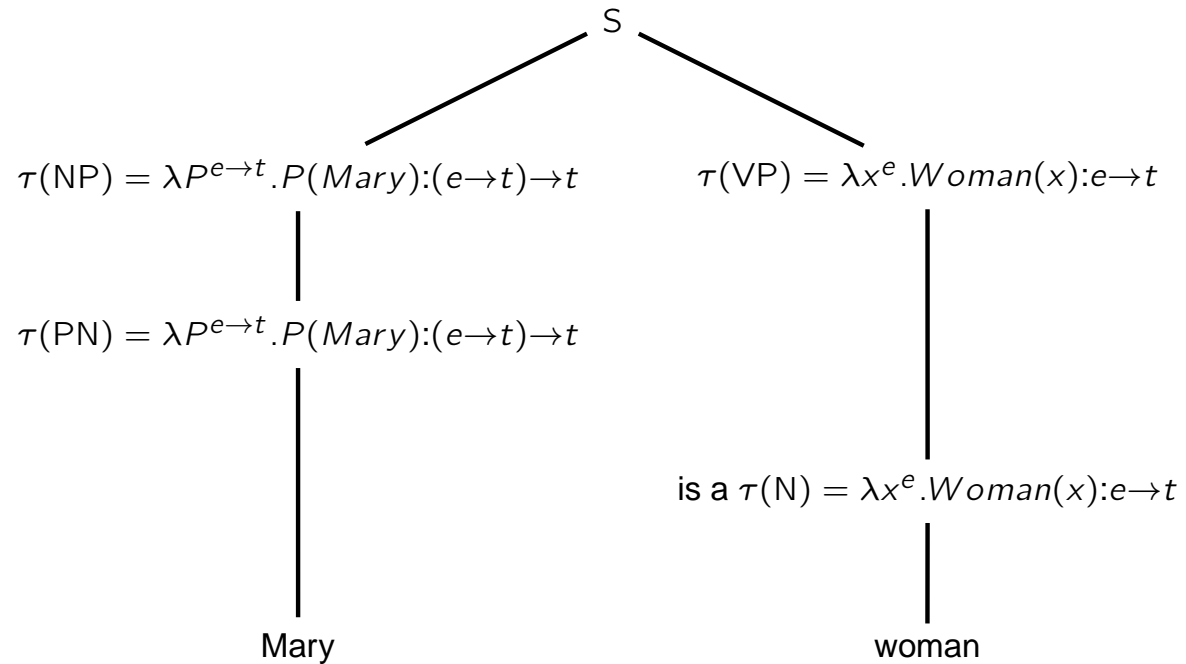 S
τ(NP) = λP^{e→t}.P(Mary):(e→t)→t
τ(VP) = λx^{e}.Woman(x):e→t
τ(PN) = λP^{e→t}.P(Mary):(e→t)→t
is a τ(N) = λx^{e}.Woman(x):e→t
Mary
woman